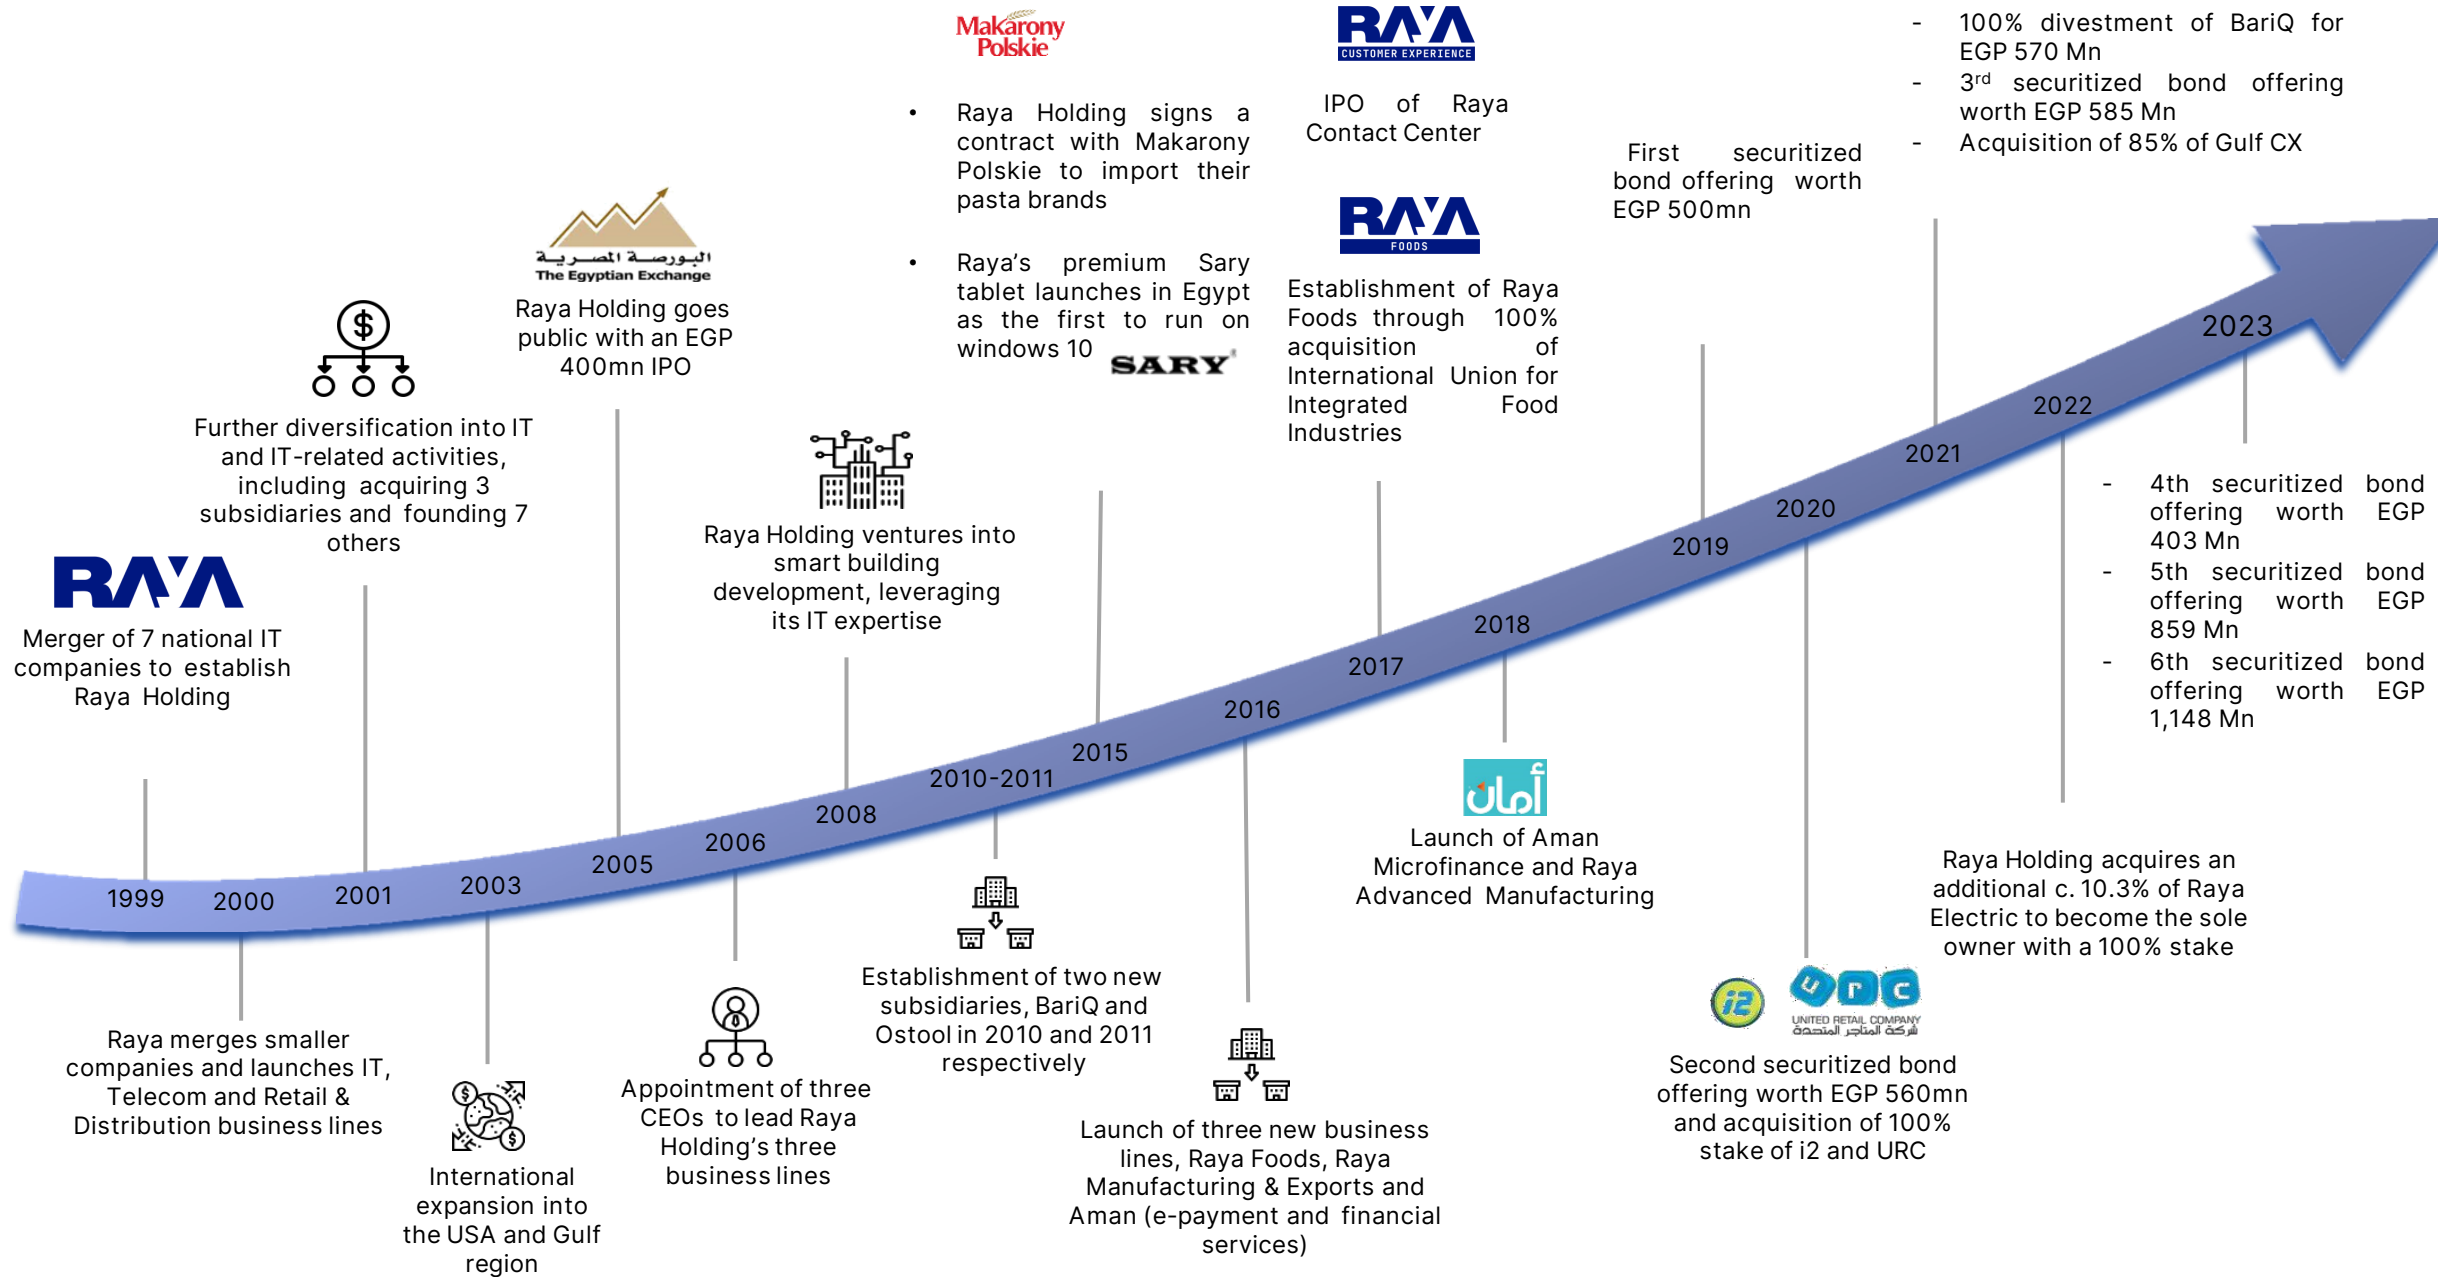 RAYA
Merger of 7 national IT
companies to establish
Raya Holding
1999
2000
Raya merges smaller
companies and launches IT,
Telecom and Retail &
Distribution business lines
Further diversification into IT
and IT-related activities,
including acquiring 3
subsidiaries and founding 7
others
2001
2003
International
expansion into
the USA and Gulf
region
البورصة المصرية
The Egyptian Exchange
Raya Holding goes
public with an EGP
400mn IPO
2005
2006
Appointment of three
CEOs to lead Raya
Holding’s three
business lines
Raya Holding ventures into
smart building
development, leveraging
its IT expertise
2008
2010-2011
Establishment of two new
subsidiaries, BariQ and
Ostool in 2010 and 2011
respectively
Makarony
Polskie
• Raya Holding signs a
contract with Makarony
Polskie to import their
pasta brands
• Raya’s premium Sary
tablet launches in Egypt
as the first to run on
windows 10
SARY
2015
2016
Launch of three new business
lines, Raya Foods, Raya
Manufacturing & Exports and
Aman (e-payment and financial
services)
RAYA
CUSTOMER EXPERIENCE
IPO of Raya
Contact Center
RAYA
FOODS
Establishment of Raya
Foods through 100%
acquisition of
International Union for
Integrated Food
Industries
2017
2018
أمان
Launch of Aman
Microfinance and Raya
Advanced Manufacturing
First securitized
bond offering worth
EGP 500mn
2019
2020
i2
urc
UNITED RETAIL COMPANY
شركة المتاجر المتحدة
Second securitized bond
offering worth EGP 560mn
and acquisition of 100%
stake of i2 and URC
- 100% divestment of BariQ for
EGP 570 Mn
- 3rd securitized bond offering
worth EGP 585 Mn
- Acquisition of 85% of Gulf CX
2021
2022
Raya Holding acquires an
additional c. 10.3% of Raya
Electric to become the sole
owner with a 100% stake
2023
- 4th securitized bond
offering worth EGP
403 Mn
- 5th securitized bond
offering worth EGP
859 Mn
- 6th securitized bond
offering worth EGP
1,148 Mn